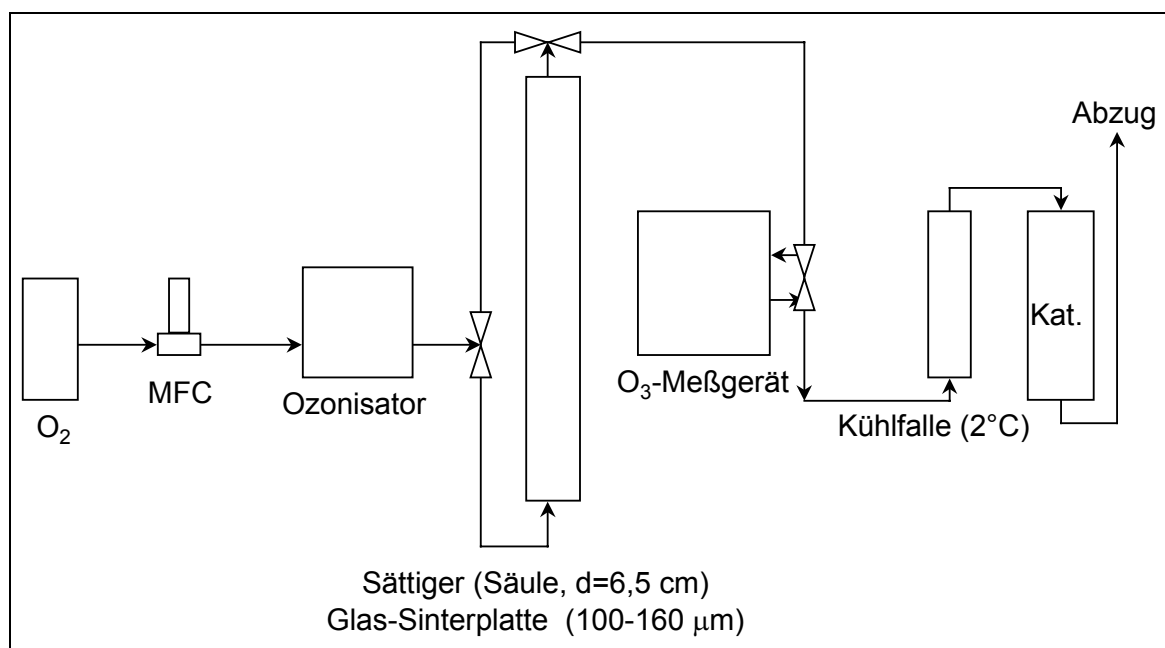 Abzug
Kat.
MFC
O₃-Meßgerät
Ozonisator
O₂
Kühlfalle (2°C)
Sättiger (Säule, d=6,5 cm)
Glas-Sinterplatte (100-160 µm)